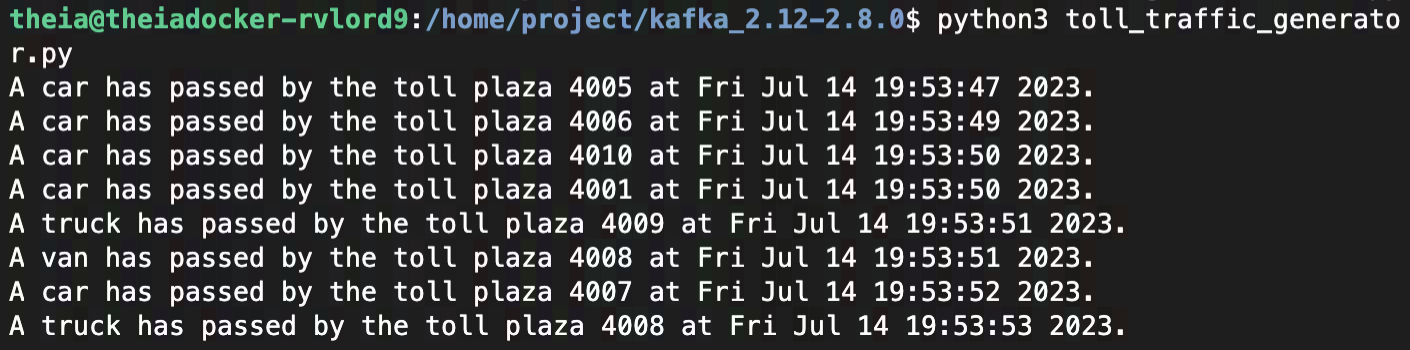 theia@theiadocker-rvlord9:/home/project/kafka_2.12-2.8.0$ python3 toll_traffic_generato
r.py
A car has passed by the toll plaza 4005 at Fri Jul 14 19:53:47 2023.
A car has passed by the toll plaza 4006 at Fri Jul 14 19:53:49 2023.
A car has passed by the toll plaza 4010 at Fri Jul 14 19:53:50 2023.
A car has passed by the toll plaza 4001 at Fri Jul 14 19:53:50 2023.
A truck has passed by the toll plaza 4009 at Fri Jul 14 19:53:51 2023.
A van has passed by the toll plaza 4008 at Fri Jul 14 19:53:51 2023.
A car has passed by the toll plaza 4007 at Fri Jul 14 19:53:52 2023.
A truck has passed by the toll plaza 4008 at Fri Jul 14 19:53:53 2023.